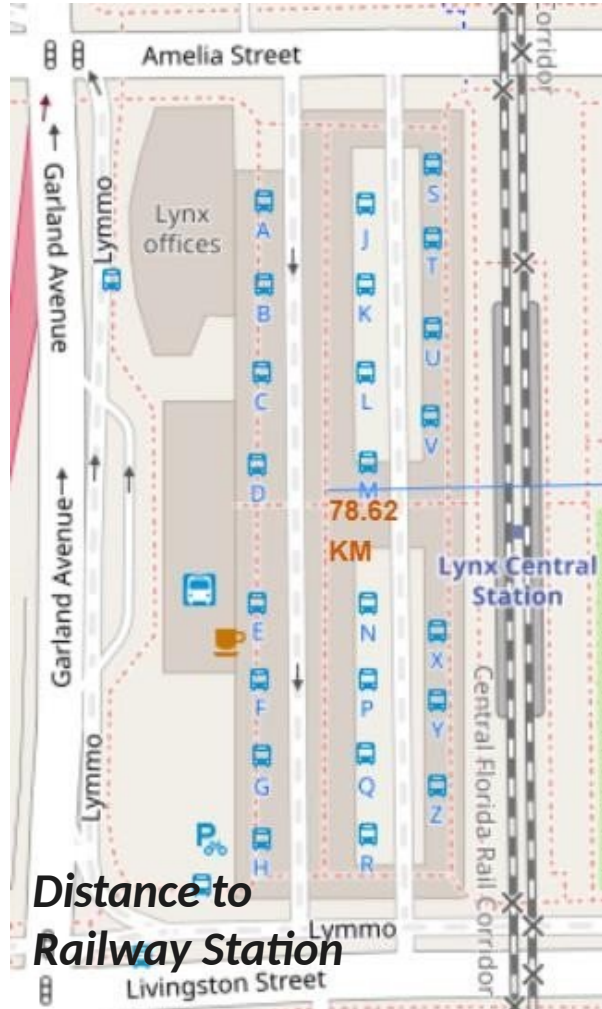 Corridor
Amelia Street
Garland Avenue
Lymmo
Lynx
offices
A
B
C
D
J
K
L
M
S
T
U
V
78.62
KM
Lynx Central
Station
Garland Avenue
Lymmo
E
F
G
H
N
P
Q
R
X
Y
Z
Central Florida Rail Corridor
P
Distance to
Railway Station
Lymmo
Livingston Street